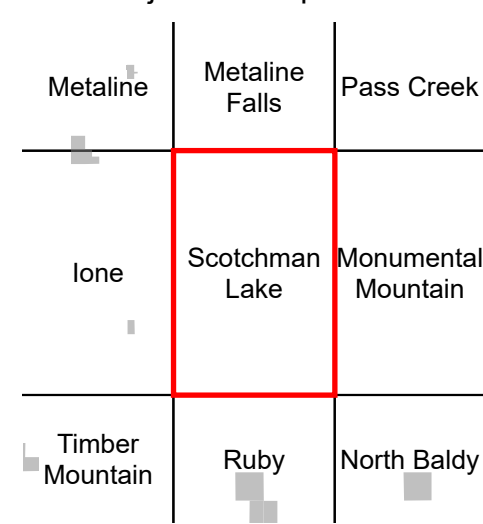 Metaline
Metaline
Falls
Pass Creek
Ione
Scotchman
Lake
Monumental
Mountain
Timber
Mountain
Ruby
North Baldy